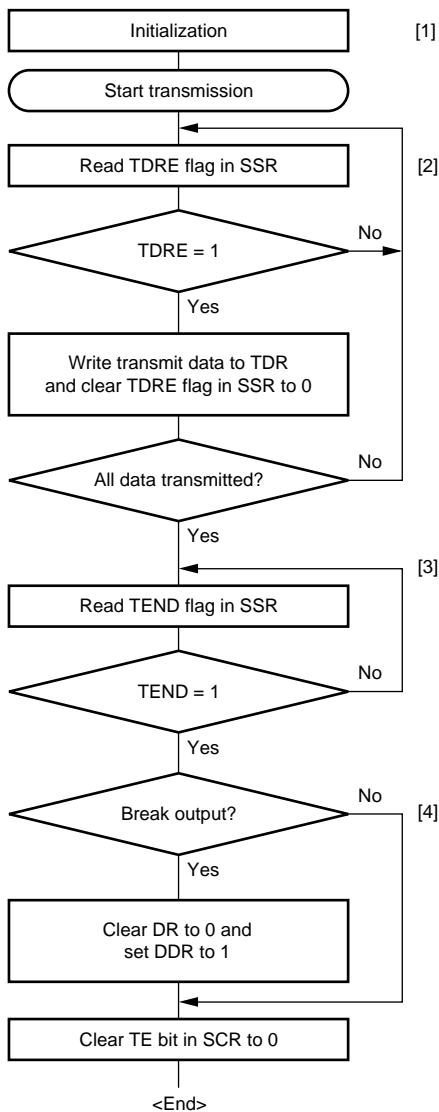 Initialization
[1]
Start transmission
Read TDRE flag in SSR
[2]
TDRE = 1
No
Yes
Write transmit data to TDR
and clear TDRE flag in SSR to 0
All data transmitted?
No
Yes
[3]
Read TEND flag in SSR
TEND = 1
No
Yes
Break output?
No
[4]
Yes
Clear DR to 0 and
set DDR to 1
Clear TE bit in SCR to 0
<End>